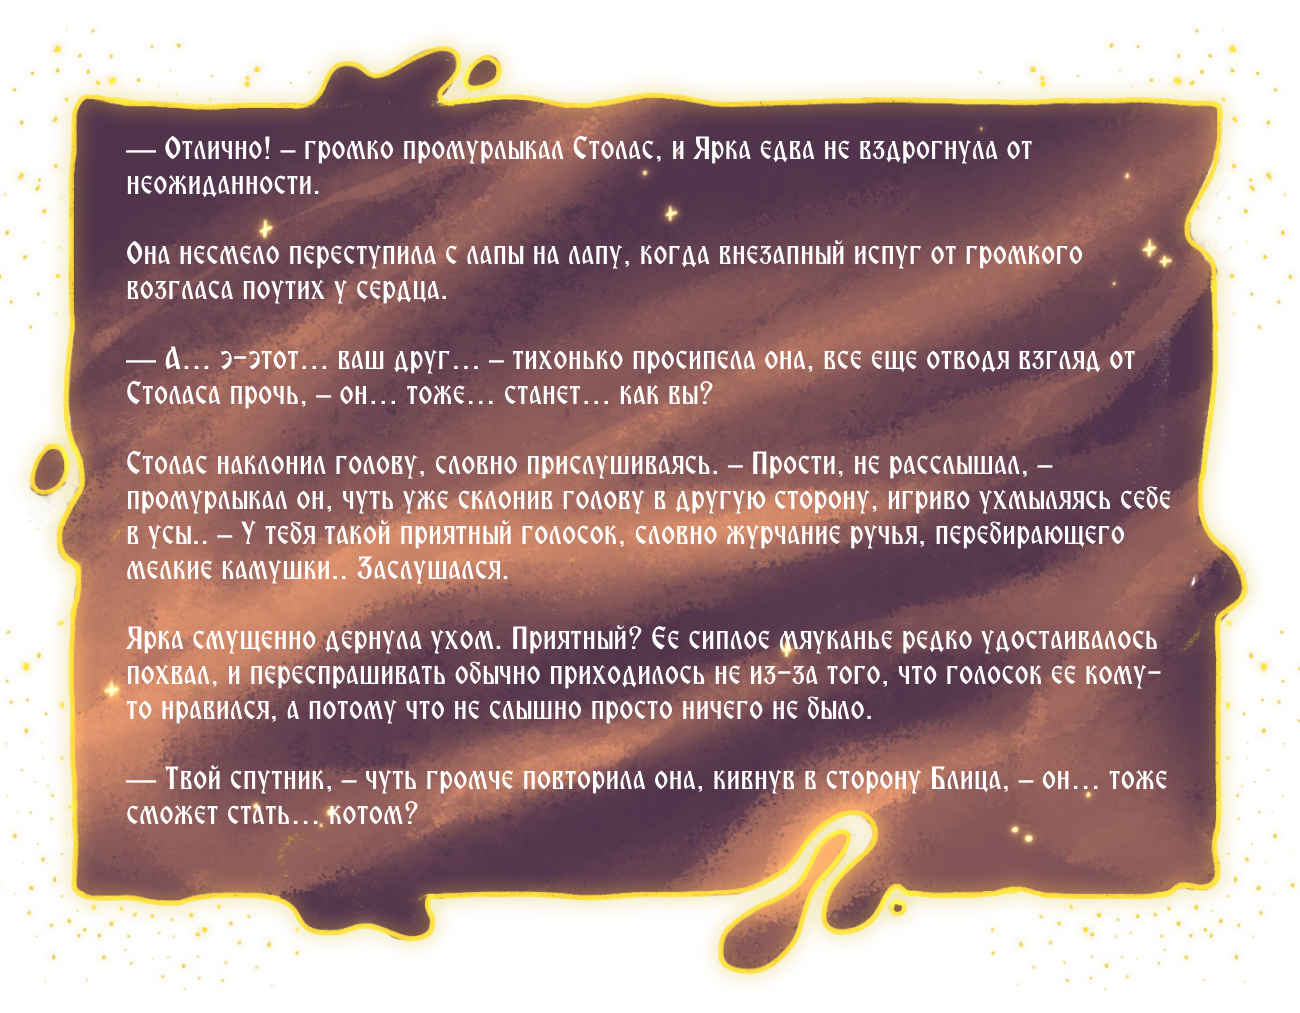 — Отлично! – громко промурлыкал Столас, и Ярка едва не вздрогнула от
неожиданности.
Она несмело переступила с лапы на лапу, когда внезапный испуг от громкого
возгласа поутих у сердца.
— А... э-этот... ваш друг... – тихонько просипела она, все еще отводя взгляд от
Столаса прочь, – он... тоже... станет... как вы?
Столас наклонил голову, словно прислушиваясь. – Прости, не расслышал, –
промурлыкал он, чуть уже склонив голову в другую сторону, игриво ухмыляясь себе
в усы.. – У тебя такой приятный голосок, словно журчание ручья, перебирающего
мелкие камушки.. Заслушался.
Ярка смущенно дернула ухом. Приятный? Ее сиплое мяуканье редко удостаивалось
похвал, и переспрашивать обычно приходилось не из-за того, что голосок ее кому-
то нравился, а потому что не слышно просто ничего не было.
— Твой спутник, – чуть громче повторила она, кивнув в сторону Блица, – он... тоже
сможет стать... котом?